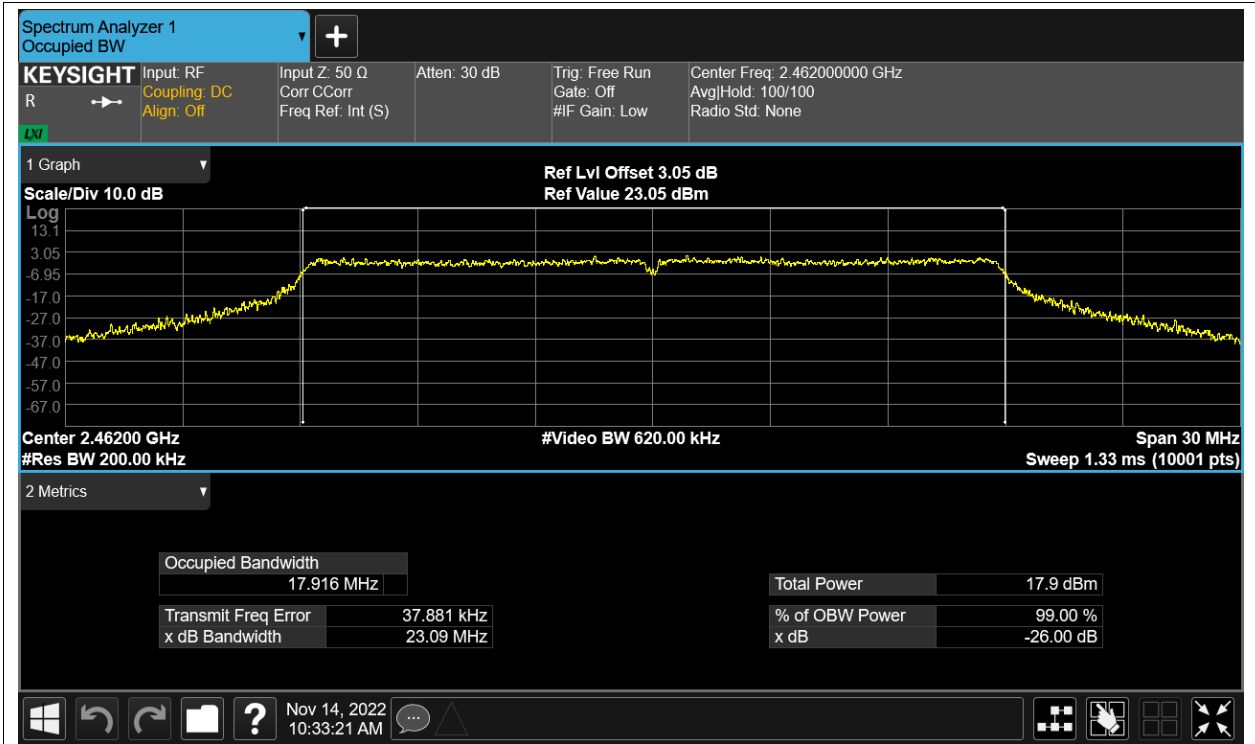 Spectrum Analyzer 1
Occupied BW
KEYSIGHT
R
LXI
Input: RF
Coupling: DC
Align: Off
Input Z: 50 Ω
Corr CCorr
Freq Ref: Int (S)
Atten: 30 dB
Trig: Free Run
Gate: Off
#IF Gain: Low
Center Freq: 2.462000000 GHz
Avg|Hold: 100/100
Radio Std: None
1 Graph
Scale/Div 10.0 dB
Ref Lvl Offset 3.05 dB
Ref Value 23.05 dBm
Log
13.1
3.05
-6.95
-17.0
-27.0
-37.0
-47.0
-57.0
-67.0
Center 2.46200 GHz
#Video BW 620.00 kHz
Span 30 MHz
#Res BW 200.00 kHz
Sweep 1.33 ms (10001 pts)
2 Metrics
Occupied Bandwidth
17.916 MHz
Transmit Freq Error 37.881 kHz
x dB Bandwidth 23.09 MHz
Total Power 17.9 dBm
% of OBW Power 99.00 %
x dB -26.00 dB
?
Nov 14, 2022
10:33:21 AM